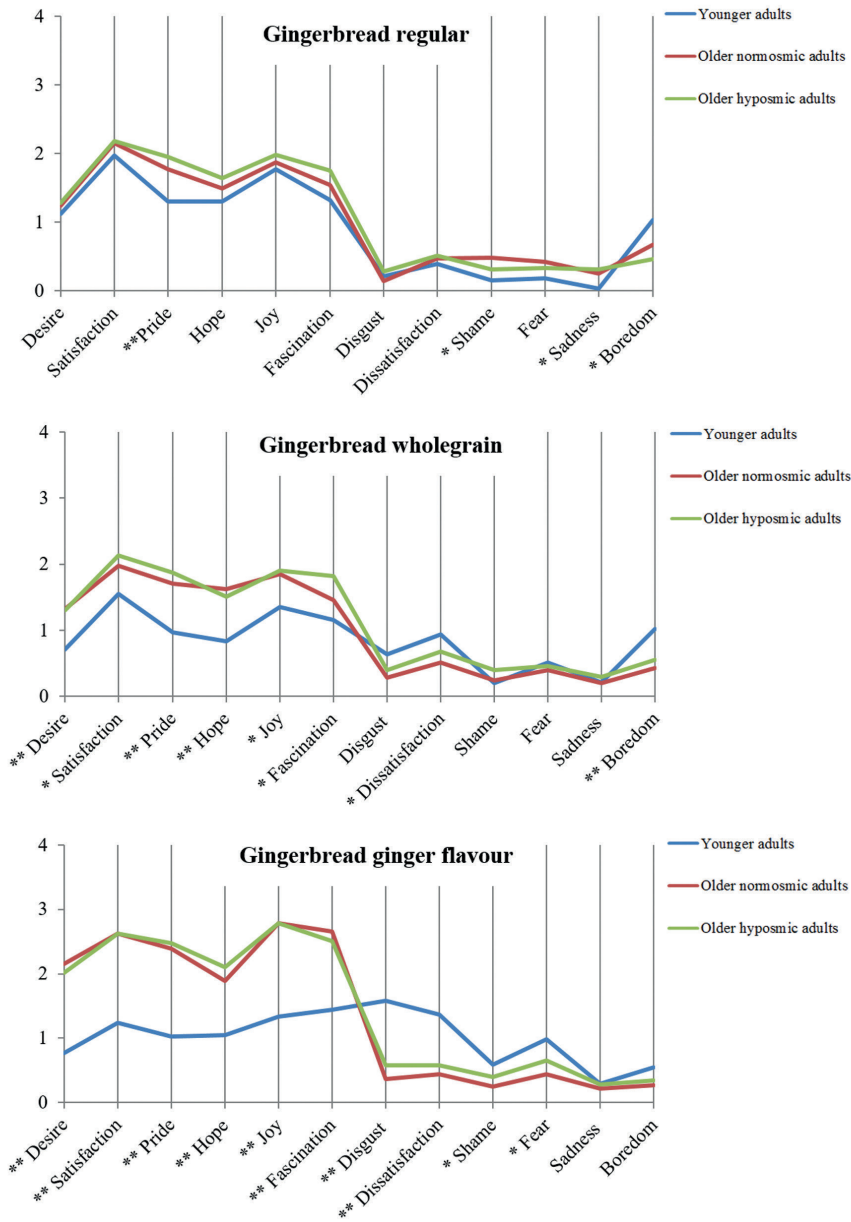 Gingerbread regular
Younger adults
Older normosmic adults
Older hyposmic adults
4
3
2
1
0
Desire
Satisfaction
**Pride
Hope
Joy
Fascination
Disgust
Dissatisfaction
* Shame
Fear
* Sadness
* Boredom
Gingerbread wholegrain
Younger adults
Older normosmic adults
Older hyposmic adults
4
3
2
1
0
** Desire
* Satisfaction
** Pride
** Hope
* Joy
* Fascination
Disgust
* Dissatisfaction
Shame
Fear
Sadness
** Boredom
Gingerbread ginger flavour
Younger adults
Older normosmic adults
Older hyposmic adults
4
3
2
1
0
** Desire
** Satisfaction
** Pride
** Hope
** Joy
** Fascination
** Disgust
** Dissatisfaction
* Shame
* Fear
Sadness
Boredom